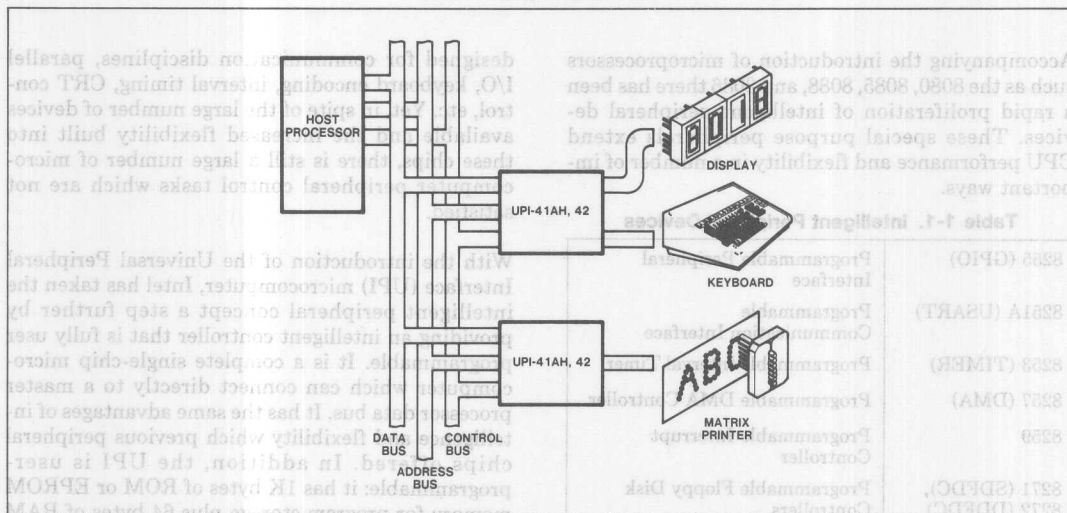 HOST
PROCESSOR
UPI-41AH, 42
DISPLAY
KEYBOARD
UPI-41AH, 42
MATRIX
PRINTER
DATA
BUS
ADDRESS
BUS
CONTROL
BUS
Accompanying the introduction of microprocessors
such as the 8080, 8085, 8088, and there has been
a rapid proliferation of peripheral de-
vices. These special purpose extend
CPU performance and flexibility in number of im-
portant ways.
Table 1-1. Intelligent Devices
8255 (GPIO) Programmable Peripheral
Interface
8251A (USART) Programmable
Communication Interface
8253 (TIMER) Programmable Timer
8257 (DMA) Programmable DMA Controller
8259 Programmable Interrupt
Controller
8271 (SDFDC), Programmable Floppy Disk
8272 (DDFDC) Controllers
designed for communication disciplines, parallel
I/O, keyboard encoding, interval timing, CRT con-
trol, etc. Yet, in spite of the large number of devices
available and the increased flexibility built into
these chips, there is still a large number of micro-
computer peripheral control tasks which are not
satisfied.
With the introduction of the Universal Peripheral
Interface (UPI) microcomputer, Intel has taken the
intelligent peripheral concept a step further by
providing an intelligent controller that is fully user
programmable. It is a complete single-chip micro-
computer which can connect directly to a master
processor data bus. It has the same advantages of in-
telligence and flexibility which previous peripheral
chips offered. In addition, the UPI is user-
programmable: it has 1K bytes of ROM or EPROM
memory for program plus 64 bytes of RAM